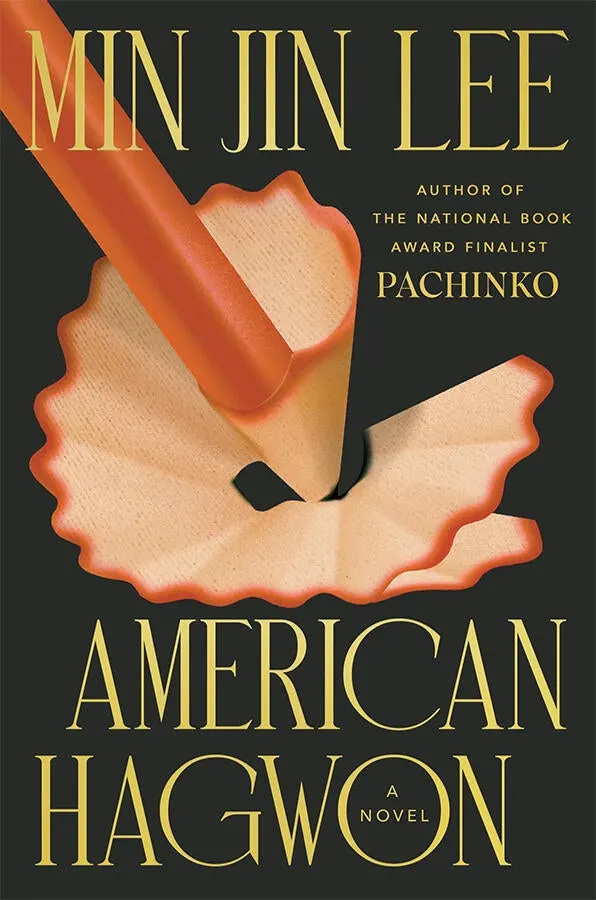 MIN JIN LEE
AUTHOR OF
THE NATIONAL BOOK
AWARD FINALIST
PACHINKO
AMERICAN
HAGWON
A
NOVEL